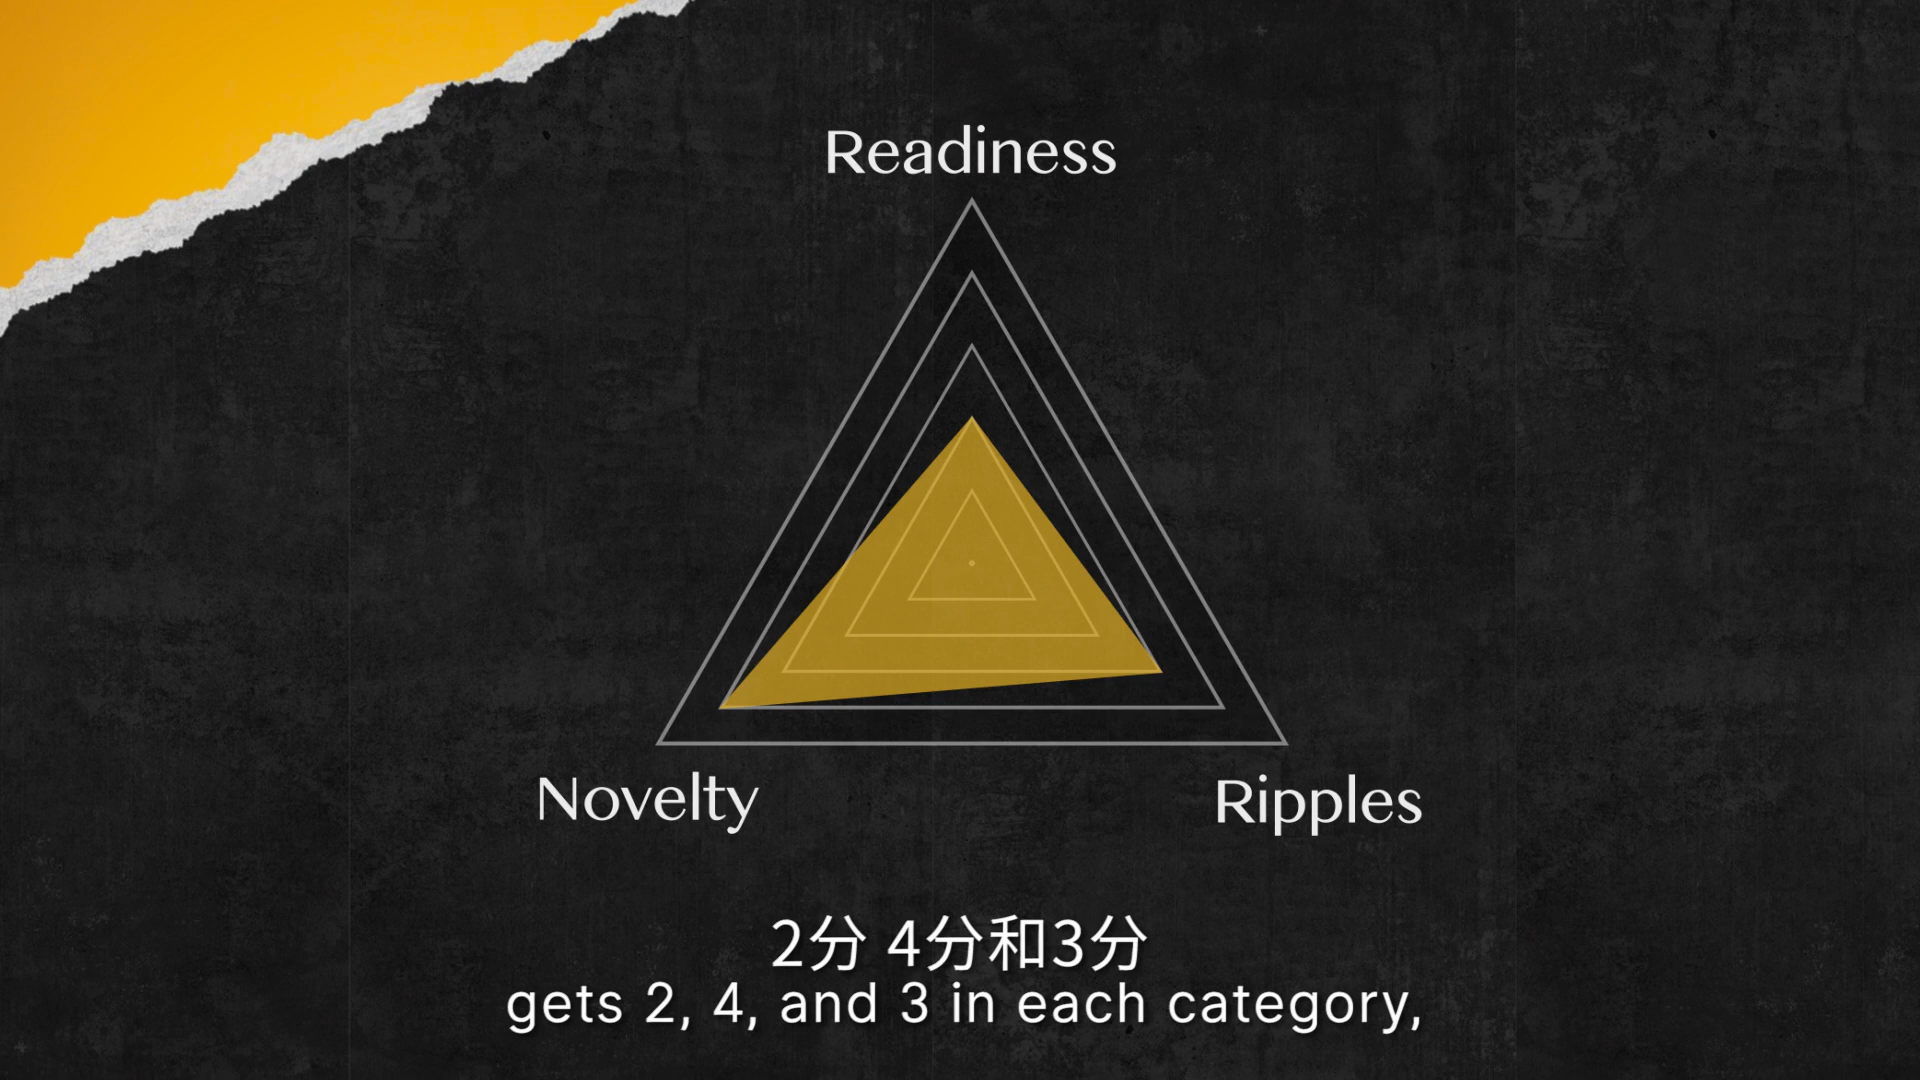 Readiness
Novelty
Ripples
2分 4分和3分
gets 2, 4, and 3 in each category,